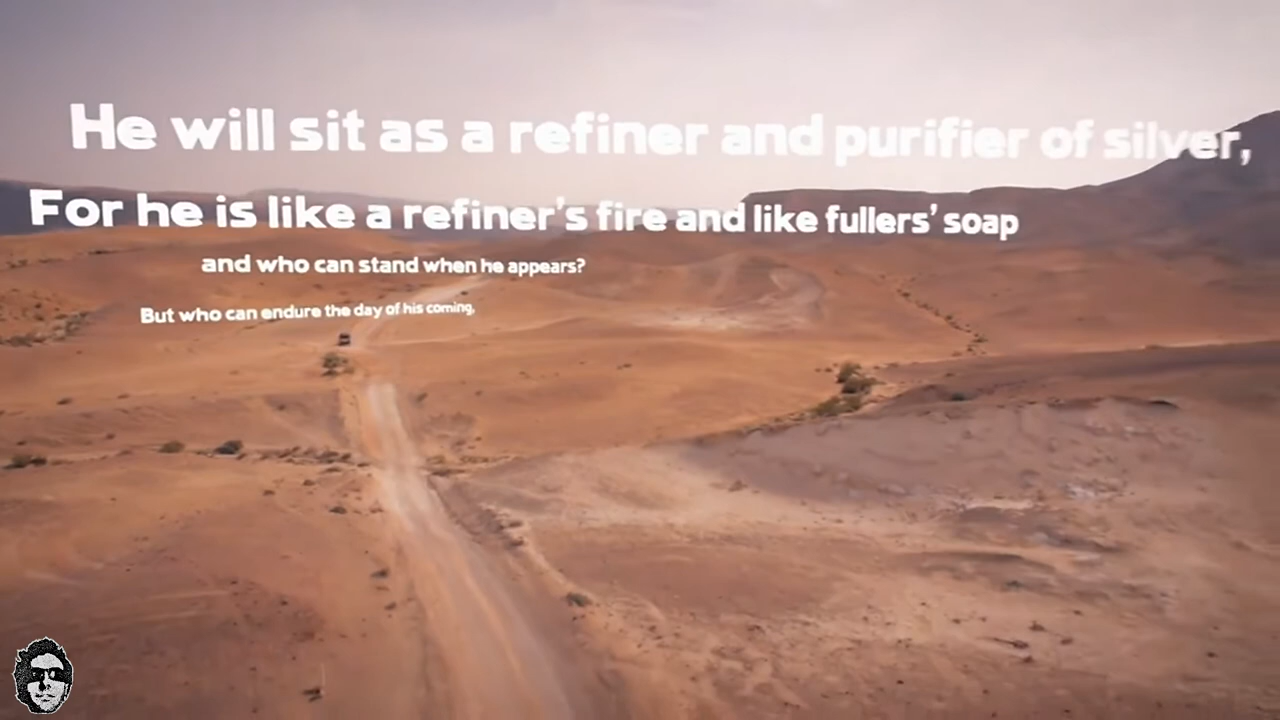 He will sit as a refiner and purifier of silver,
For he is like a refiner's fire and like fullers' soap
and who can stand when he appears?
But who can endure the day of his coming,